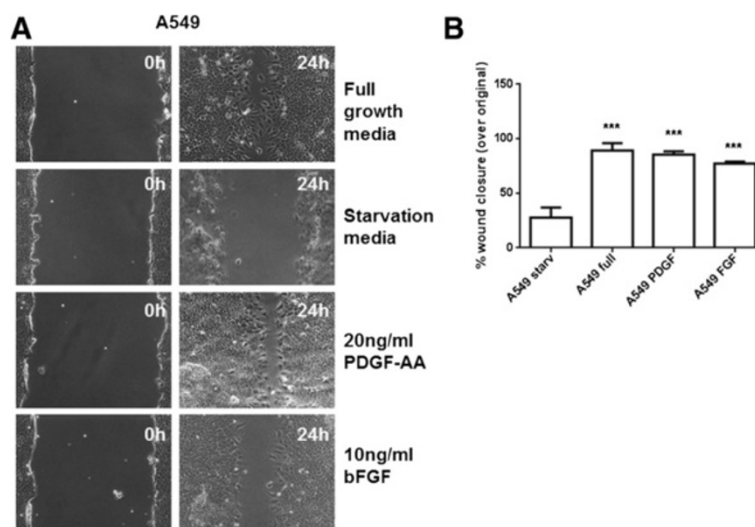 A
A549
0h
24h
Full
growth
media
0h
24h
Starvation
media
0h
24h
20ng/ml
PDGF-AA
0h
24h
10ng/ml
bFGF
B
% wound closure (over original)
150
100
50
0
***
***
***
A549 starv
A549 full
A549 PDGF
A549 FGF